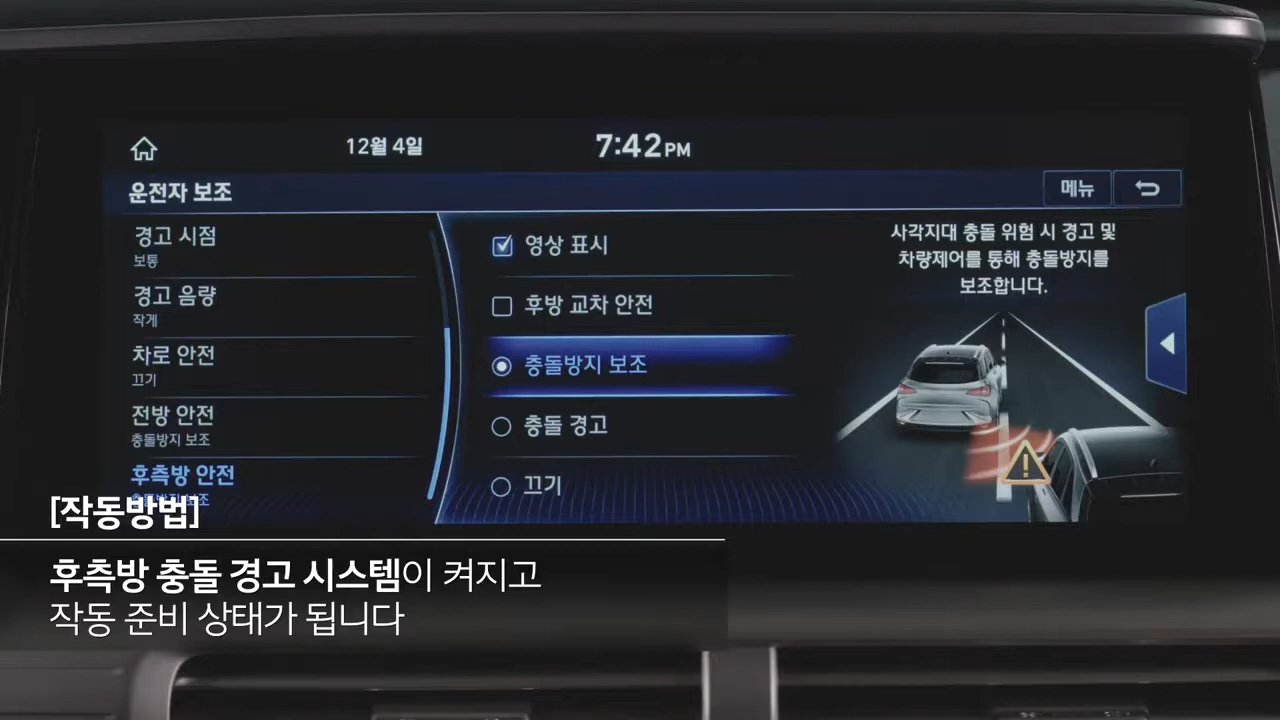 12월 4일
7:42PM
운전자 보조
메뉴
경고 시점
보통
경고 음량
작게
차로 안전
끄기
전방 안전
충돌방지 보조
후측방 안전
충돌방지 보조
영상 표시
후방 교차 안전
충돌방지 보조
충돌 경고
끄기
사각지대 충돌 위험 시 경고 및
차량제어를 통해 충돌방지를
보조합니다.
[작동방법]
후측방 충돌 경고 시스템이 켜지고
작동 준비 상태가 됩니다